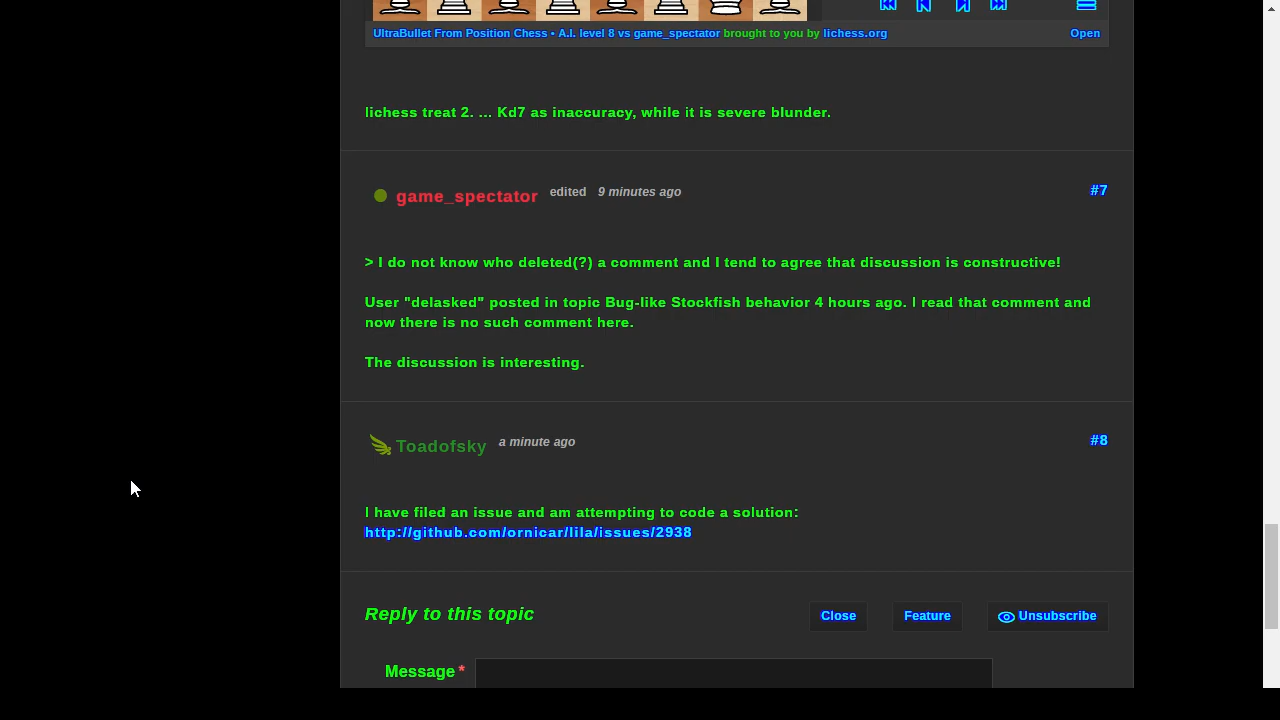 UltraBullet From Position Chess • A.I. level 8 vs game_spectator brought to you by lichess.org Open
lichess treat 2. ... Kd7 as inaccuracy, while it is severe blunder.
game_spectator edited 9 minutes ago #7
> I do not know who deleted(?) a comment and I tend to agree that discussion is constructive!
User "delasked" posted in topic Bug-like Stockfish behavior 4 hours ago. I read that comment and
now there is no such comment here.
The discussion is interesting.
Toadofsky a minute ago #8
I have filed an issue and am attempting to code a solution:
http://github.com/ornicar/lila/issues/2938
Reply to this topic Close Feature Unsubscribe
Message *